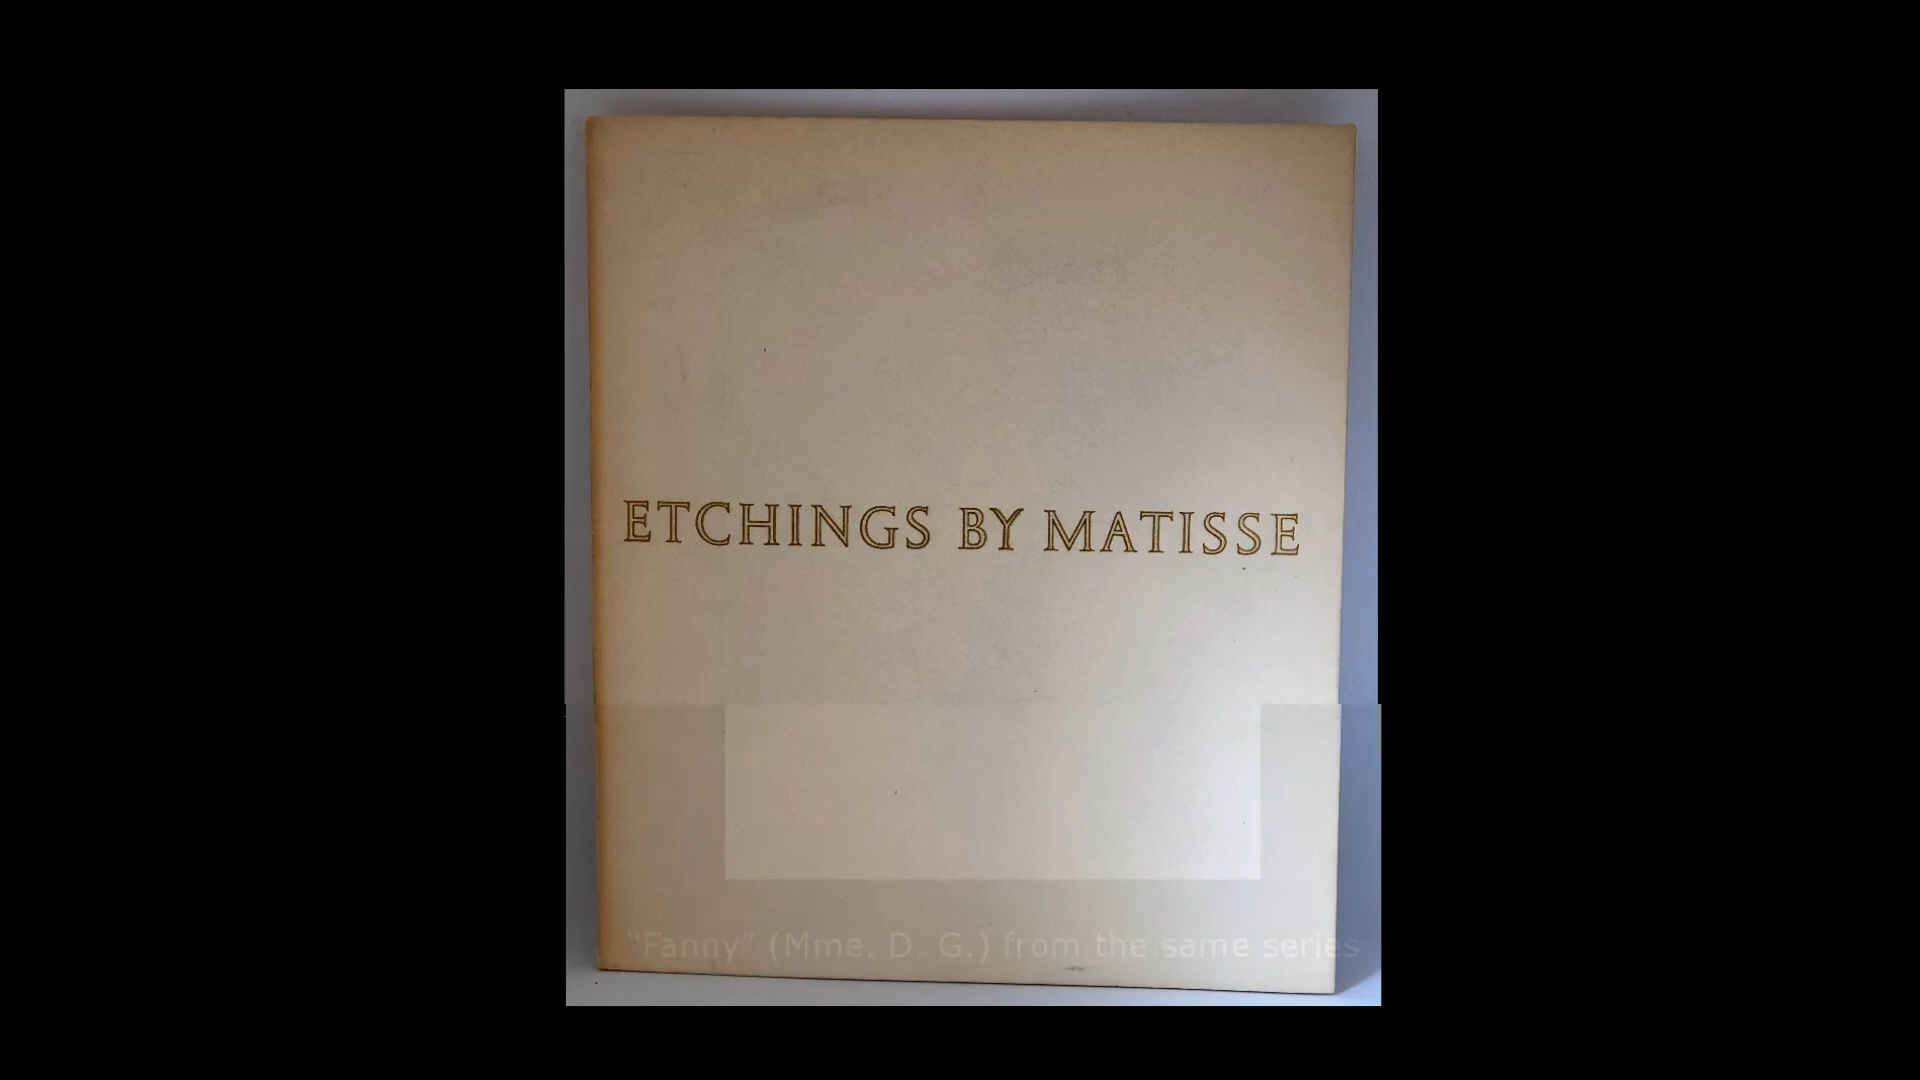 ETCHINGS BY MATISSE
“Fanny” (Mme. D. G.) from the same series